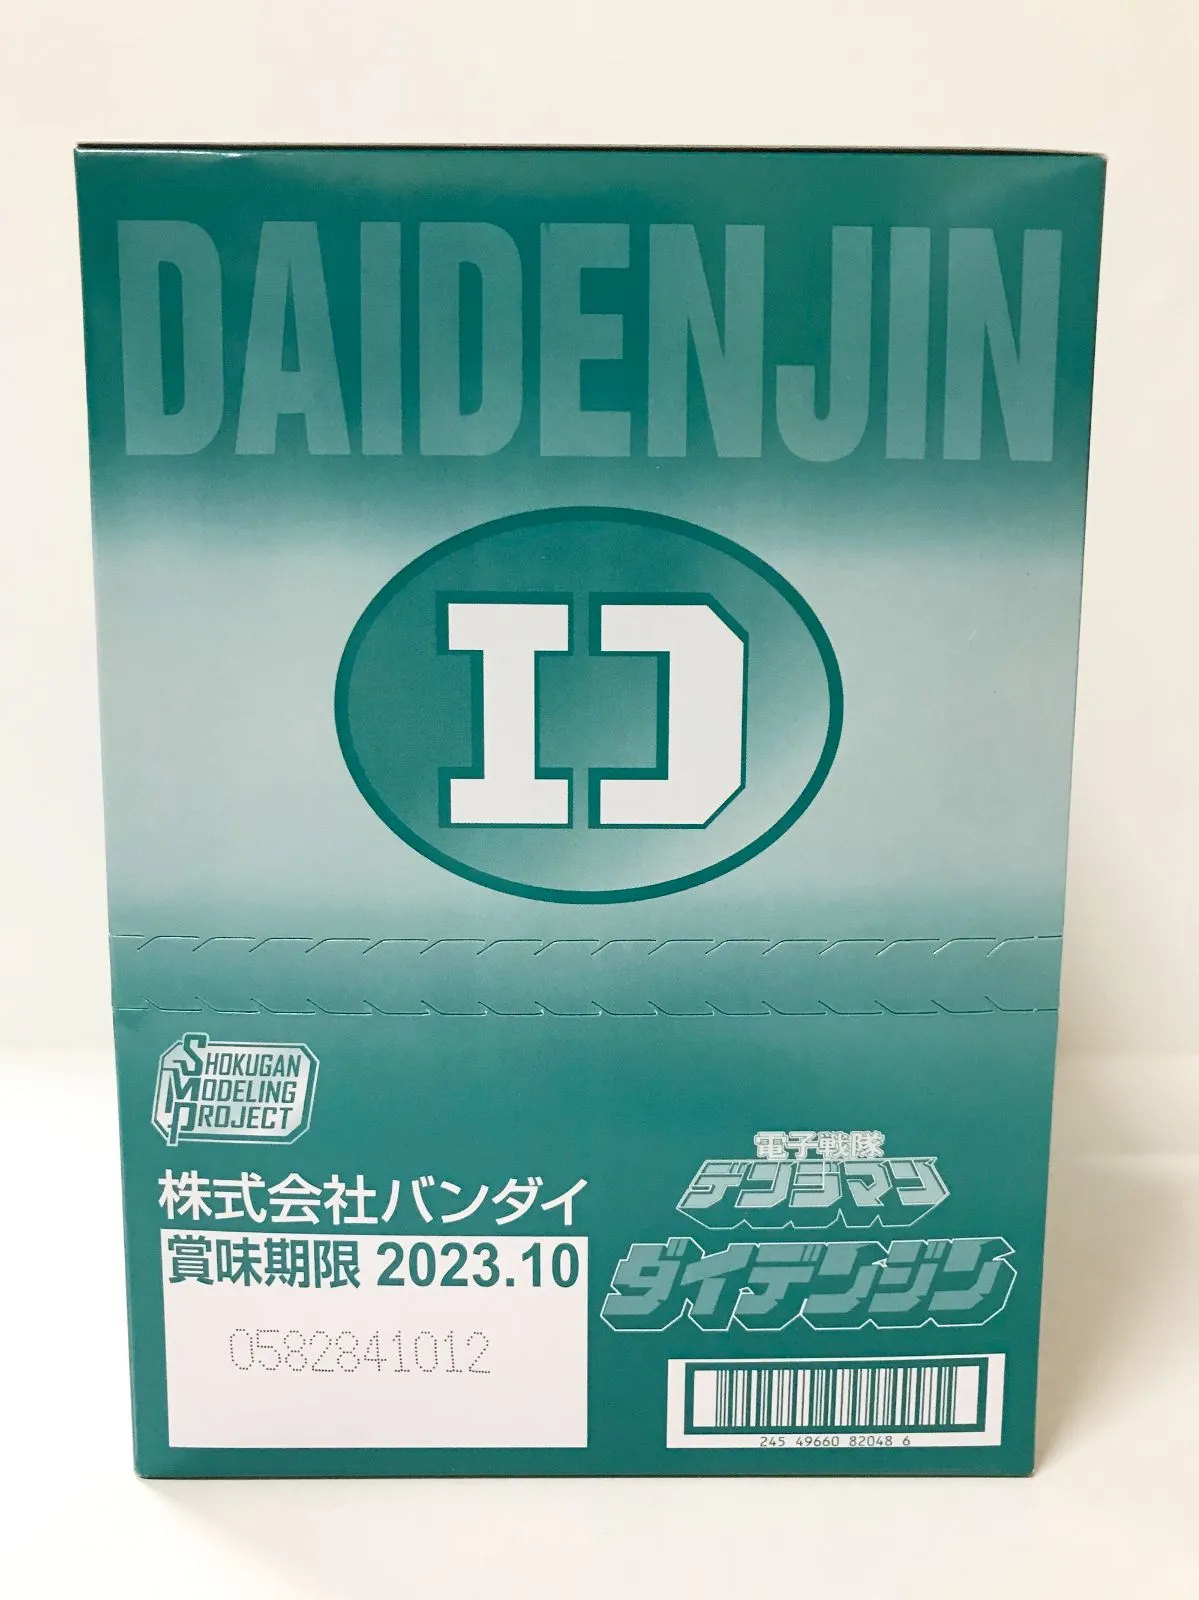 DAIDENJIN
SHOKUGAN
MODELING
PROJECT
株式会社バンダイ
賞味期限 2023.10
0582841012
電子戦隊
デンジマン
ダイデンジン
245 49660 82048 6